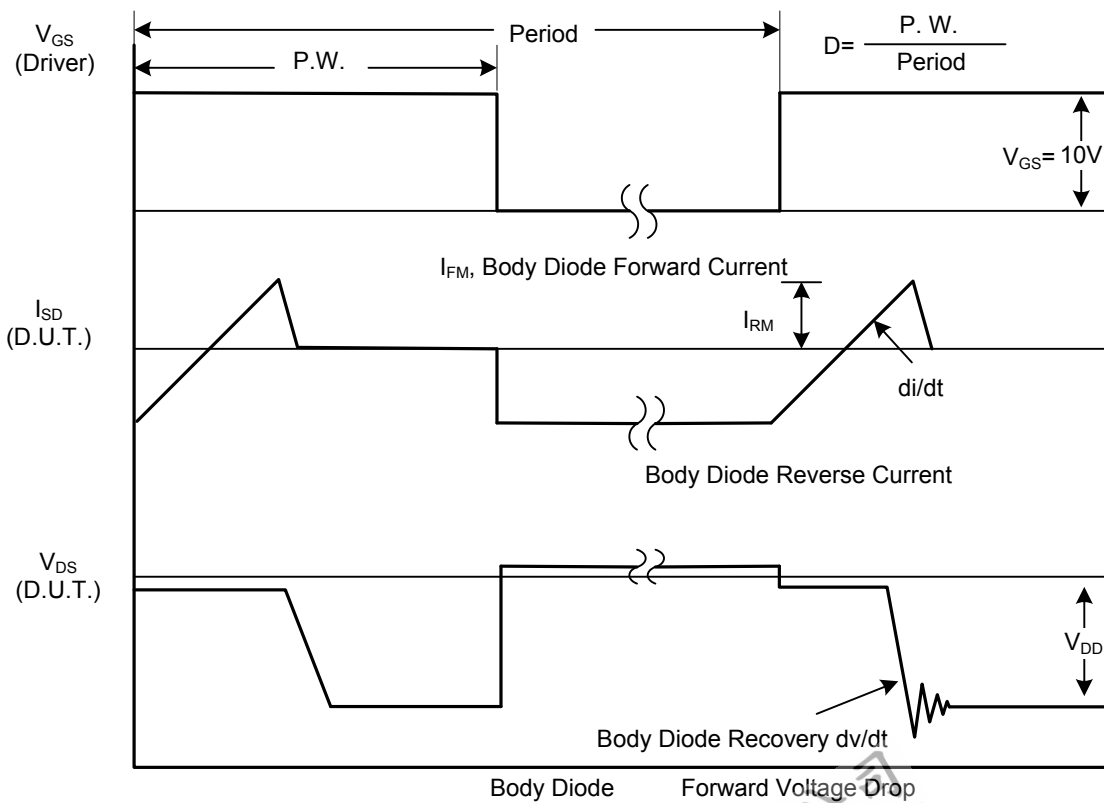 V_GS
(Driver)
Period
P.W.
D= P. W.
Period
V_GS= 10V
I_FM, Body Diode Forward Current
I_SD
(D.U.T.)
I_RM
di/dt
Body Diode Reverse Current
V_DS
(D.U.T.)
V_DD
Body Diode Recovery dv/dt
Body Diode Forward Voltage Drop